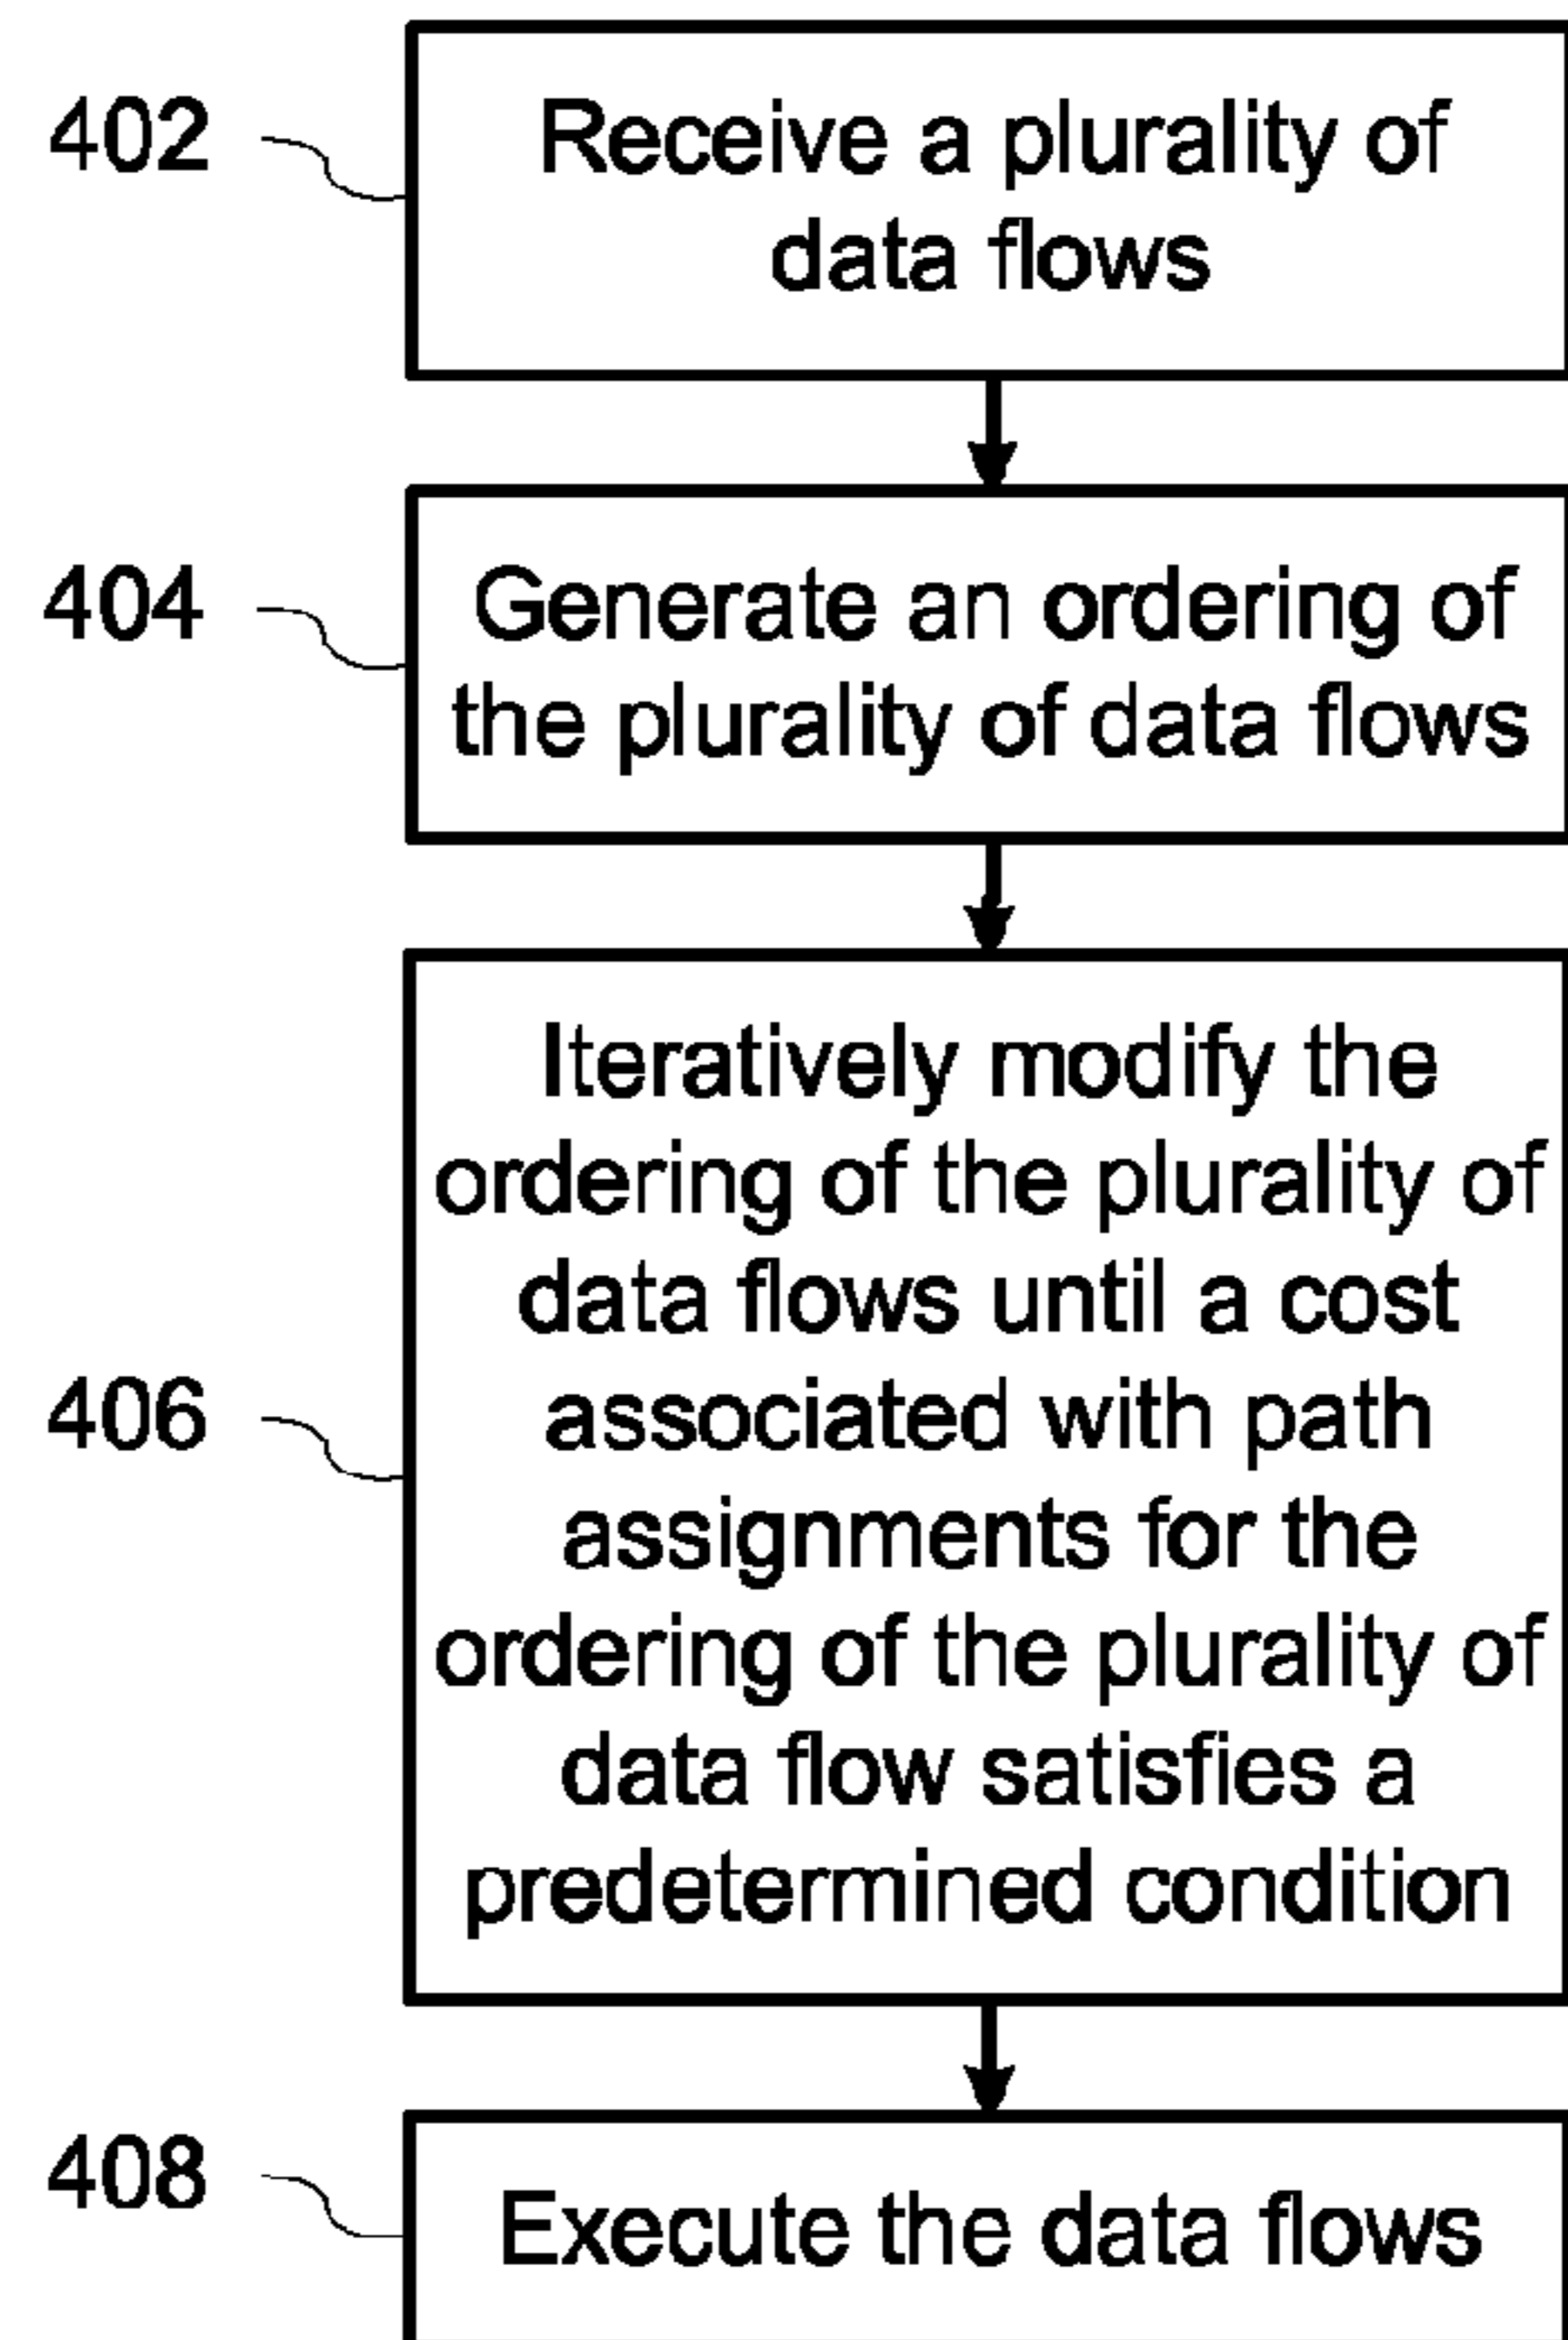 402
Receive a plurality of
data flows
404
Generate an ordering of
the plurality of data flows
406
Iteratively modify the
ordering of the plurality of
data flows until a cost
associated with path
assignments for the
ordering of the plurality of
data flow satisfies a
predetermined condition
408
Execute the data flows